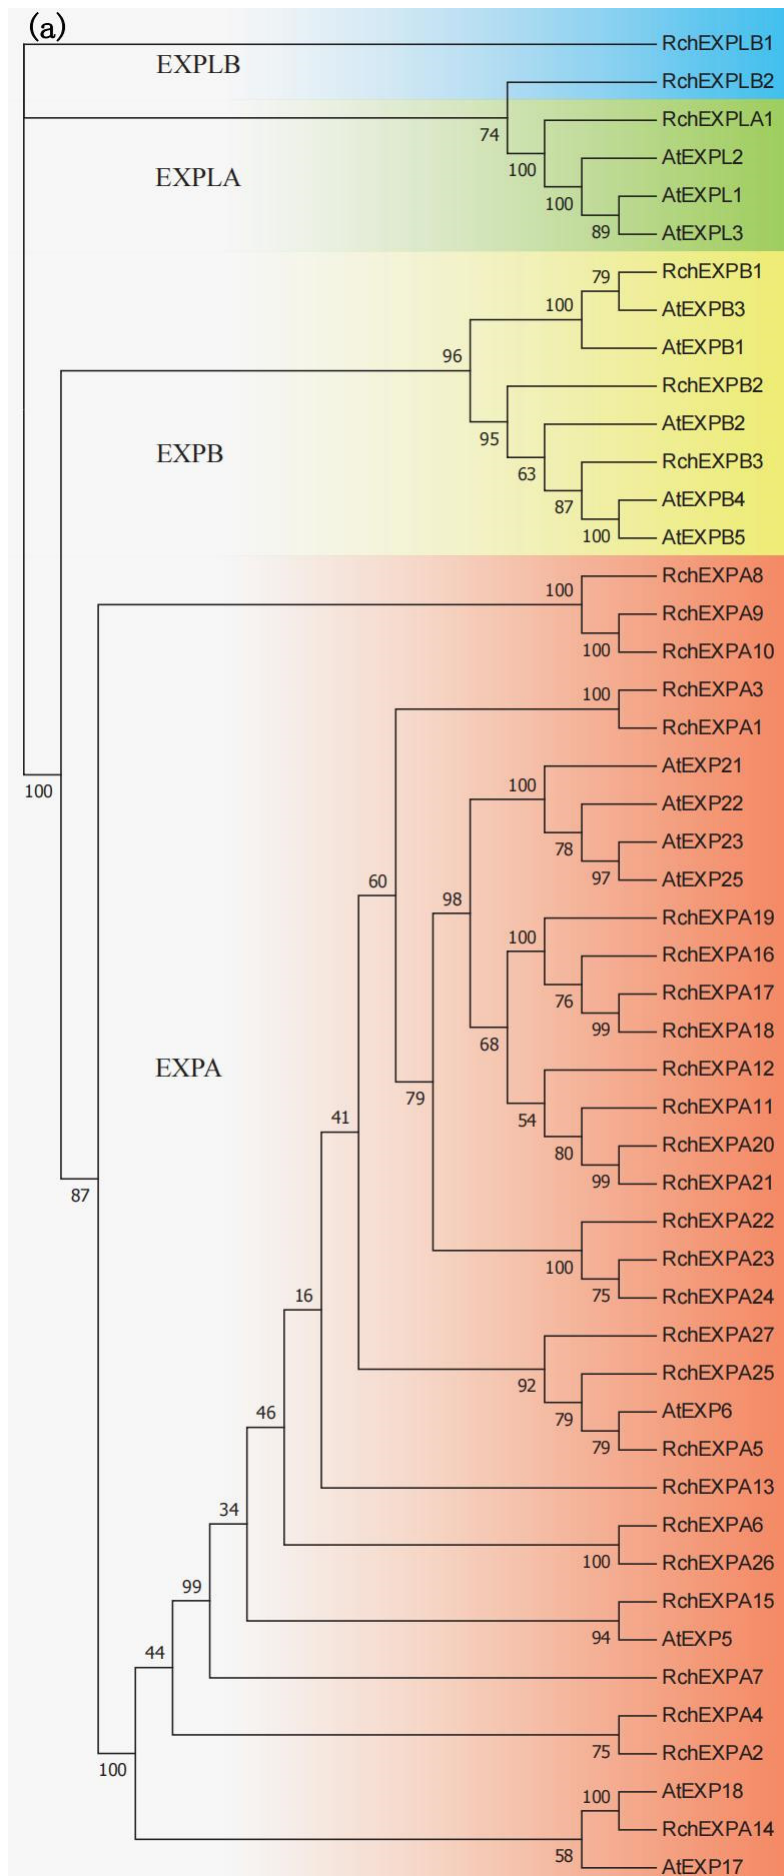 (a)
RchEXPLB1
EXPLB
RchEXPLB2
RchEXPLA1
74
AtEXPL2
100
EXPLA
AtEXPL1
100
AtEXPL3
89
RchEXPB1
79
AtEXPB3
100
AtEXPB1
96
RchEXPB2
AtEXPB2
95
EXPB
RchEXPB3
63
AtEXPB4
87
AtEXPB5
100
RchEXPA8
100
RchEXPA9
RchEXPA10
100
RchEXPA3
100
RchEXPA1
AtEXP21
100
100
AtEXP22
AtEXP23
78
AtEXP25
97
60
98
RchEXPA19
100
RchEXPA16
76
RchEXPA17
RchEXPA18
99
68
EXPA
RchEXPA12
79
RchEXPA11
54
41
RchEXPA20
80
RchEXPA21
99
87
RchEXPA22
RchEXPA23
100
RchEXPA24
75
16
RchEXPA27
RchEXPA25
92
AtEXP6
79
46
RchEXPA5
79
RchEXPA13
34
RchEXPA6
RchEXPA26
100
99
RchEXPA15
AtEXP5
94
44
RchEXPA7
RchEXPA4
RchEXPA2
75
100
AtEXP18
100
RchEXPA14
58
AtEXP17